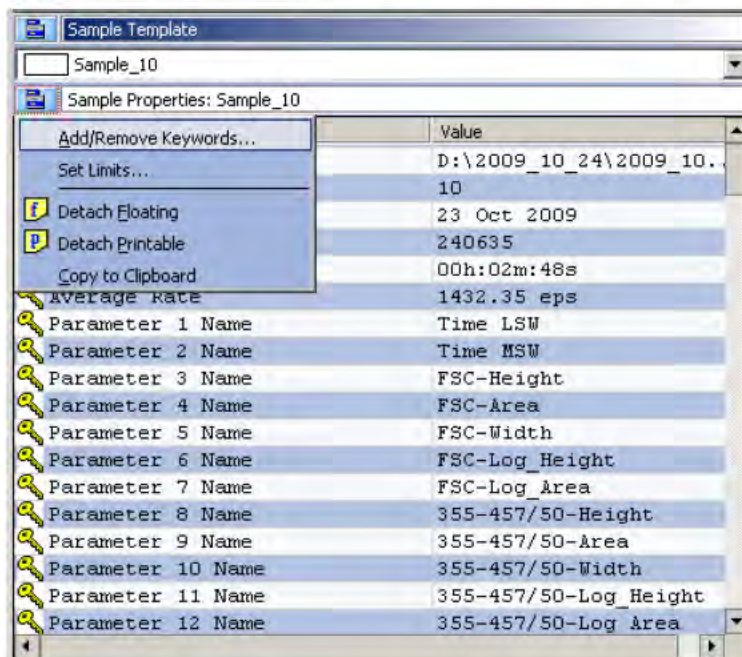 Sample Template
Sample_10
Sample Properties: Sample_10
Add/Remove Keywords...
Set Limits...
f Detach Floating
P Detach Printable
Copy to Clipboard
Value
D:\2009_10_24\2009_10..
10
23 Oct 2009
240635
00h:02m:48s
Average Rate 1432.35 eps
Parameter 1 Name Time LSW
Parameter 2 Name Time MSW
Parameter 3 Name FSC-Height
Parameter 4 Name FSC-Area
Parameter 5 Name FSC-Width
Parameter 6 Name FSC-Log_Height
Parameter 7 Name FSC-Log_Area
Parameter 8 Name 355-457/50-Height
Parameter 9 Name 355-457/50-Area
Parameter 10 Name 355-457/50-Width
Parameter 11 Name 355-457/50-Log_Height
Parameter 12 Name 355-457/50-Log_Area